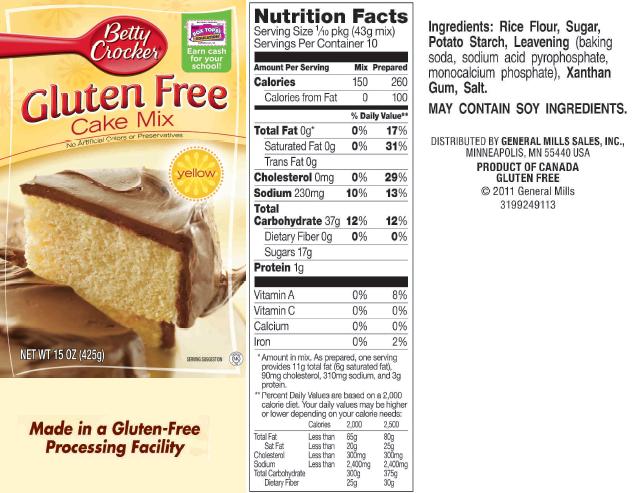 Betty
Crocker®
BOX TOPS
Earn cash
for your
school!
Gluten Free
Cake Mix
No Artificial Colors or Preservatives
yellow
NET WT 15 OZ (425g)
SERVING SUGGESTION
Made in a Gluten-Free
Processing Facility
Nutrition Facts
Serving Size 1/10 pkg (43g mix)
Servings Per Container 10
Amount Per Serving Mix Prepared
Calories 150 260
Calories from Fat 0 100
% Daily Value**
Total Fat 0g* 0% 17%
Saturated Fat 0g 0% 31%
Trans Fat 0g
Cholesterol 0mg 0% 29%
Sodium 230mg 10% 13%
Total
Carbohydrate 37g 12% 12%
Dietary Fiber 0g 0% 0%
Sugars 17g
Protein 1g
Vitamin A 0% 8%
Vitamin C 0% 0%
Calcium 0% 0%
Iron 0% 2%
* Amount in mix. As prepared, one serving
provides 11g total fat (6g saturated fat),
90mg cholesterol, 310mg sodium, and 3g
protein.
** Percent Daily Values are based on a 2,000
calorie diet. Your daily values may be higher
or lower depending on your calorie needs:
Calories 2,000 2,500
Total Fat Less than 65g 80g
Sat Fat Less than 20g 25g
Cholesterol Less than 300mg 300mg
Sodium Less than 2,400mg 2,400mg
Total Carbohydrate 300g 375g
Dietary Fiber 25g 30g
Ingredients: Rice Flour, Sugar,
Potato Starch, Leavening (baking
soda, sodium acid pyrophosphate,
monocalcium phosphate), Xanthan
Gum, Salt.
MAY CONTAIN SOY INGREDIENTS.
DISTRIBUTED BY GENERAL MILLS SALES, INC.,
MINNEAPOLIS, MN 55440 USA
PRODUCT OF CANADA
GLUTEN FREE
© 2011 General Mills
3199249113